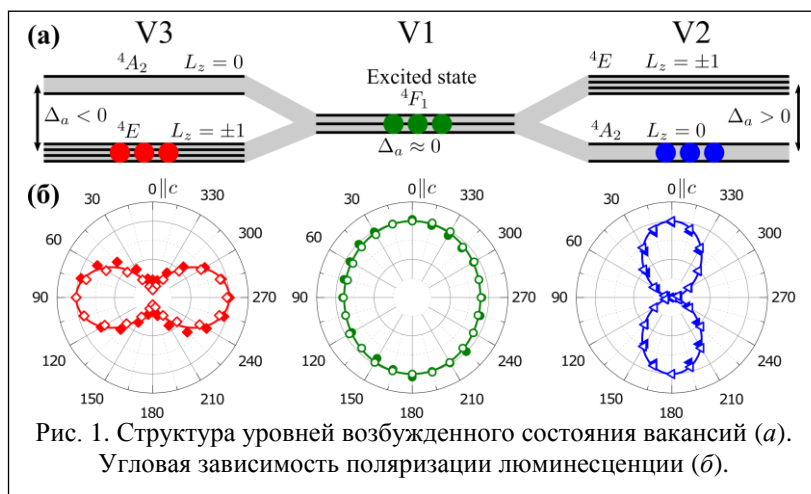 V3 V1 V2
(а)
⁴A₂ L_z = 0
Excited state
⁴E L_z = ±1
⁴F₁
Δₐ < 0
Δₐ > 0
⁴E L_z = ±1
Δₐ ≈ 0
⁴A₂ L_z = 0
(б)
0 ||c 0 ||c 0 ||c
30 330 30 330 30 330
60 300 60 300 60 300
90 270 90 270 90 270
120 240 120 240 120 240
150 210 150 210 150 210
180 180 180
Рис. 1. Структура уровней возбужденного состояния вакансий (а).
Угловая зависимость поляризации люминесценции (б).